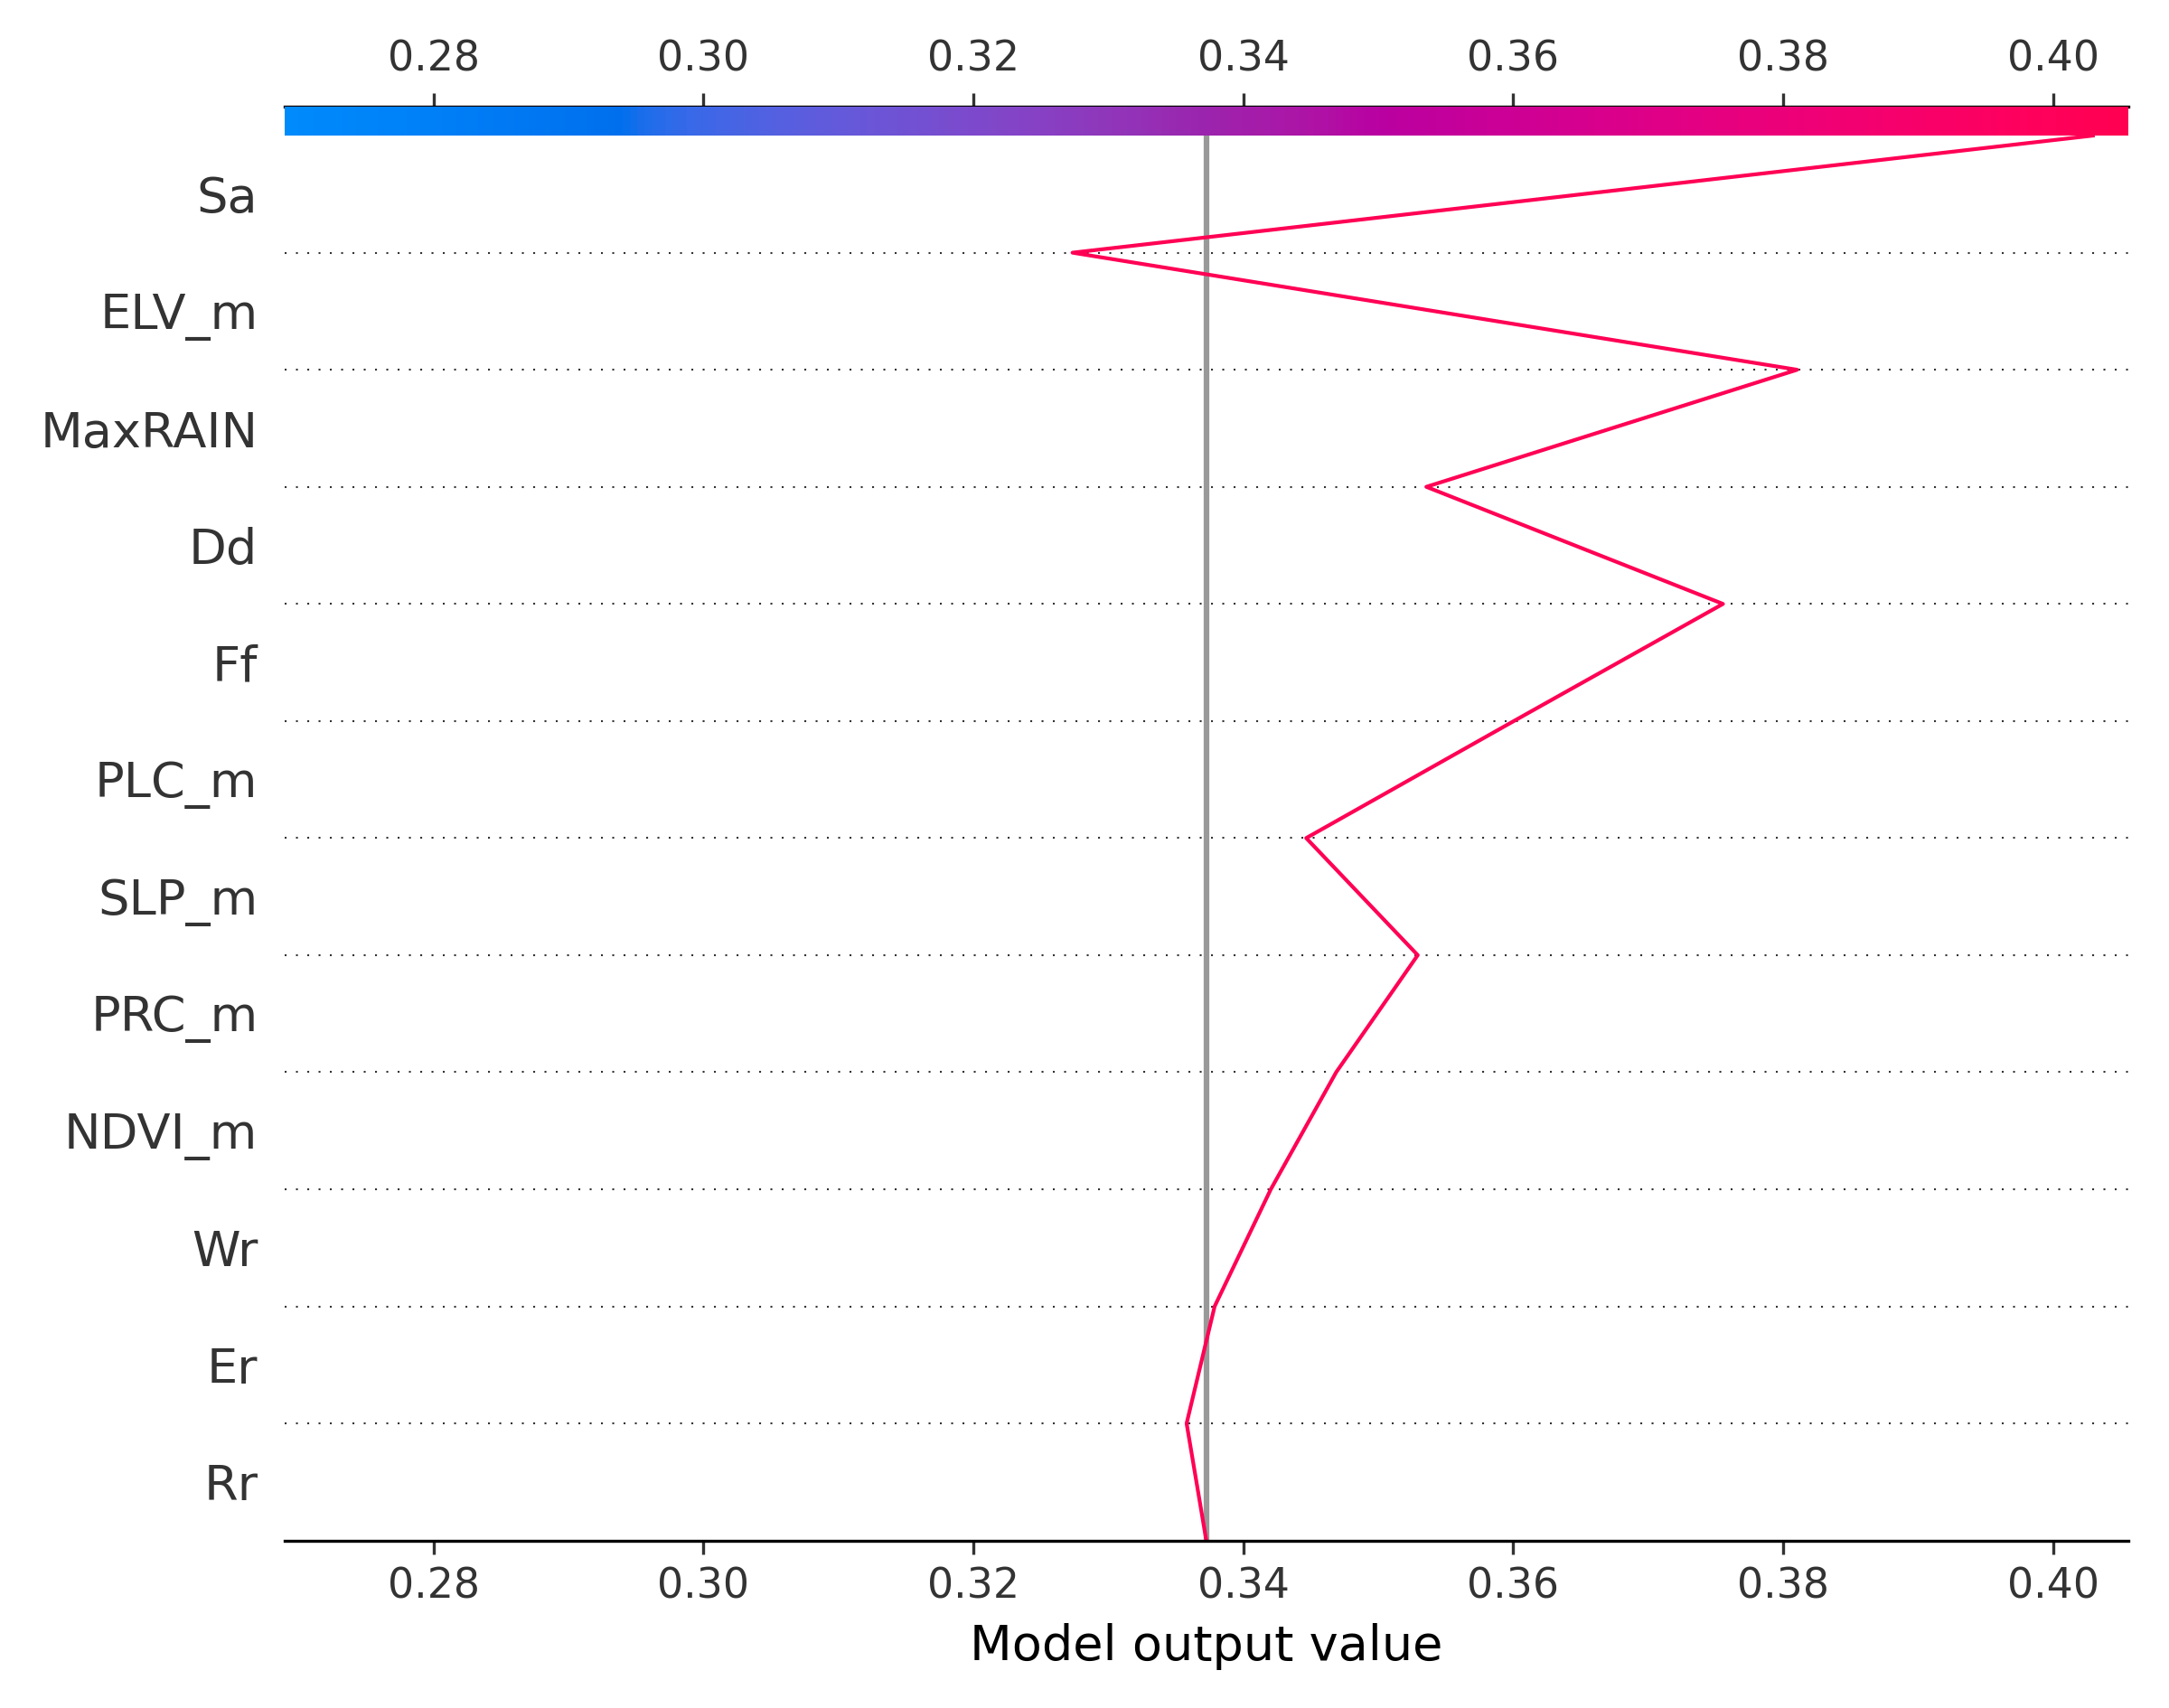 0.28 0.30 0.32 0.34 0.36 0.38 0.40
Sa
ELV_m
MaxRAIN
Dd
Ff
PLC_m
SLP_m
PRC_m
NDVI_m
Wr
Er
Rr
0.28 0.30 0.32 0.34 0.36 0.38 0.40
Model output value